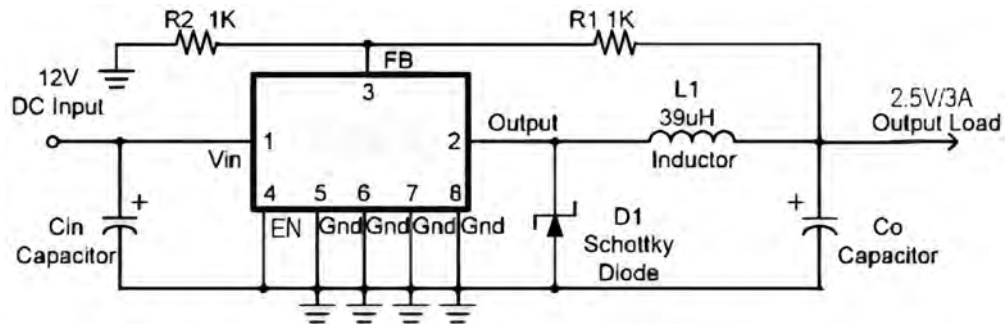 R2 1K
R1 1K
FB
12V
DC Input
3
L1
39uH
Inductor
2.5V/3A
Output Load
Output
Vin
1
2
4
5
6
7
8
EN
Gnd
Gnd
Gnd
Gnd
+
Cin
Capacitor
D1
Schottky
Diode
+
Co
Capacitor